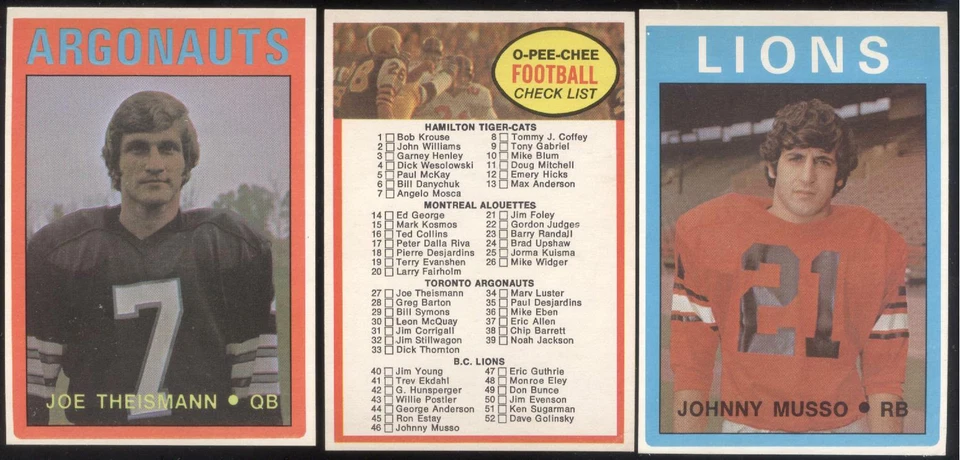 ARGONAUTS
7
JOE THEISMANN • QB
O-PEE-CHEE
FOOTBALL
CHECK LIST
HAMILTON TIGER-CATS
1 Bob Krouse 8 Tommy J. Coffey
2 John Williams 9 Tony Gabriel
3 Garney Henley 10 Mike Blum
4 Dick Wesolowski 11 Doug Mitchell
5 Paul McKay 12 Emery Hicks
6 Bill Danychuk 13 Max Anderson
7 Angelo Mosca
MONTREAL ALOUETTES
14 Ed George 21 Jim Foley
15 Mark Kosmos 22 Gordon Judges
16 Ted Collins 23 Barry Randall
17 Peter Dalla Riva 24 Brad Upshaw
18 Pierre Desjardins 25 Jorma Kuisma
19 Terry Evanshen 26 Mike Widger
20 Larry Fairholm
TORONTO ARGONAUTS
27 Joe Theismann 34 Marv Luster
28 Greg Barton 35 Paul Desjardins
29 Bill Symons 36 Mike Eben
30 Leon McQuay 37 Eric Allen
31 Jim Corrigall 38 Chip Barrett
32 Jim Stillwagon 39 Noah Jackson
33 Dick Thornton
B.C. LIONS
40 Jim Young 47 Eric Guthrie
41 Trev Ekdahl 48 Monroe Eley
42 G. Hunsperger 49 Don Bunce
43 Willie Postler 50 Jim Evenson
44 George Anderson 51 Ken Sugarman
45 Ron Estay 52 Dave Golinsky
46 Johnny Musso
LIONS
21
JOHNNY MUSSO • RB